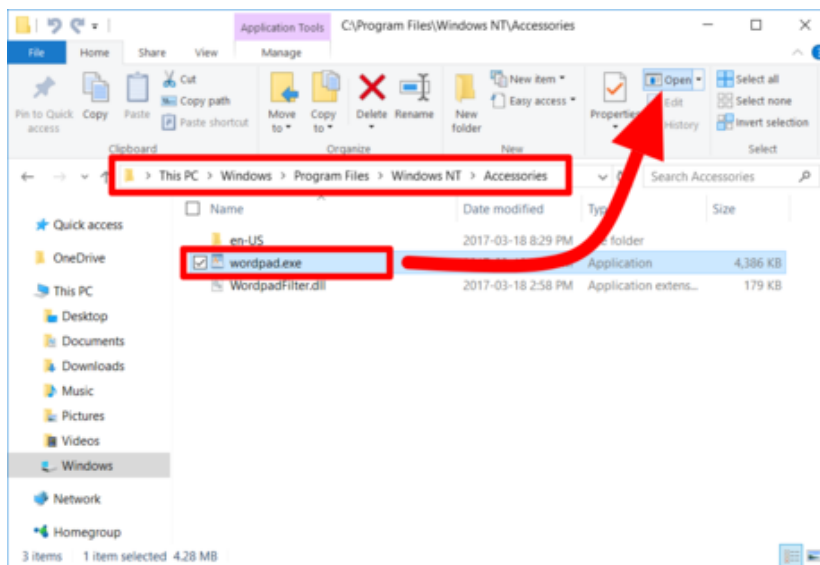 Application Tools
C:\Program Files\Windows NT\Accessories
File
Home
Share
View
Manage
Pin to Quick access
Copy
Paste
Cut
Copy path
Paste shortcut
Clipboard
Move to
Copy to
Delete
Rename
Organize
New folder
New item
Easy access
New
Properties
Open
Edit
History
Select all
Select none
Invert selection
Select
This PC > Windows > Program Files > Windows NT > Accessories
Search Accessories
Name
Date modified
Size
Quick access
OneDrive
This PC
Desktop
Documents
Downloads
Music
Pictures
Videos
Windows
Network
Homegroup
en-US 2017-03-18 8:29 PM folder
wordpad.exe Application 4,386 KB
WordpadFilter.dll 2017-03-18 2:58 PM Application extens... 179 KB
3 items 1 item selected 4.28 MB